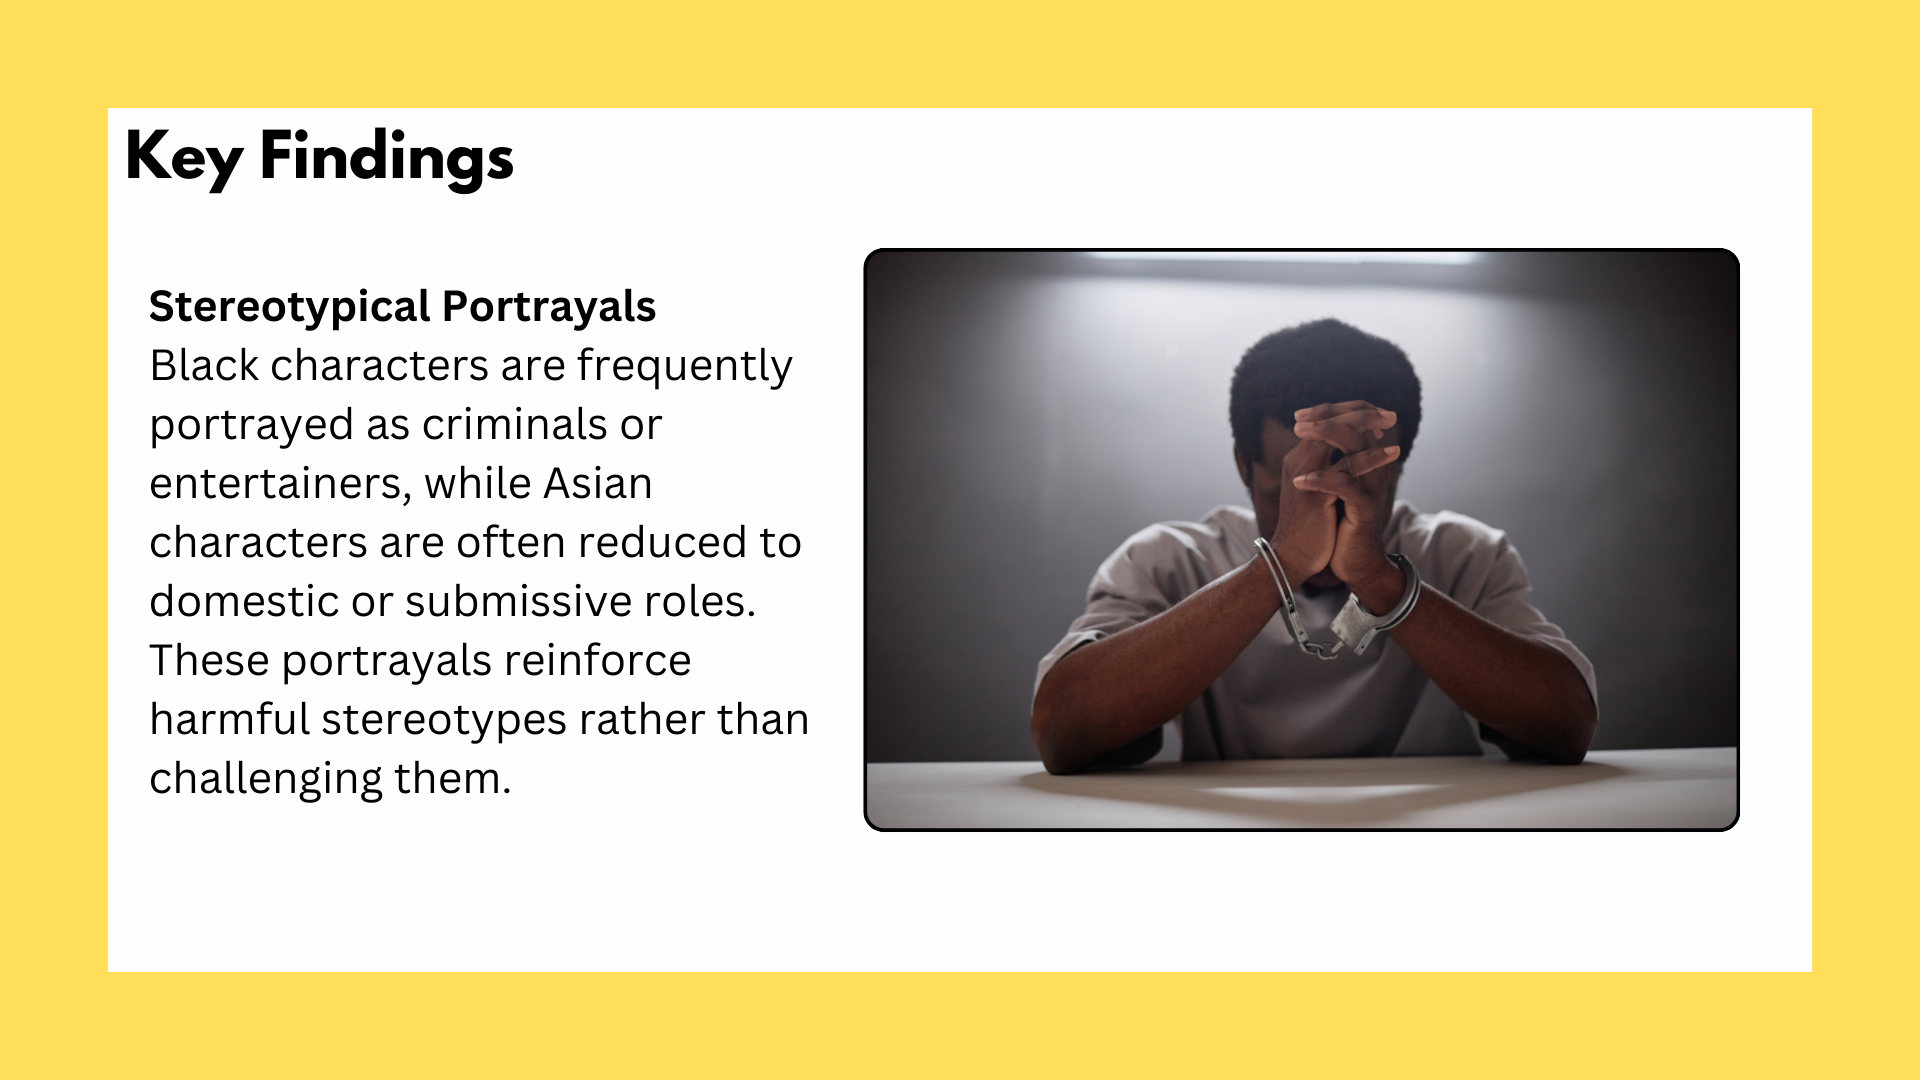 Key Findings
Stereotypical Portrayals
Black characters are frequently
portrayed as criminals or
entertainers, while Asian
characters are often reduced to
domestic or submissive roles.
These portrayals reinforce
harmful stereotypes rather than
challenging them.